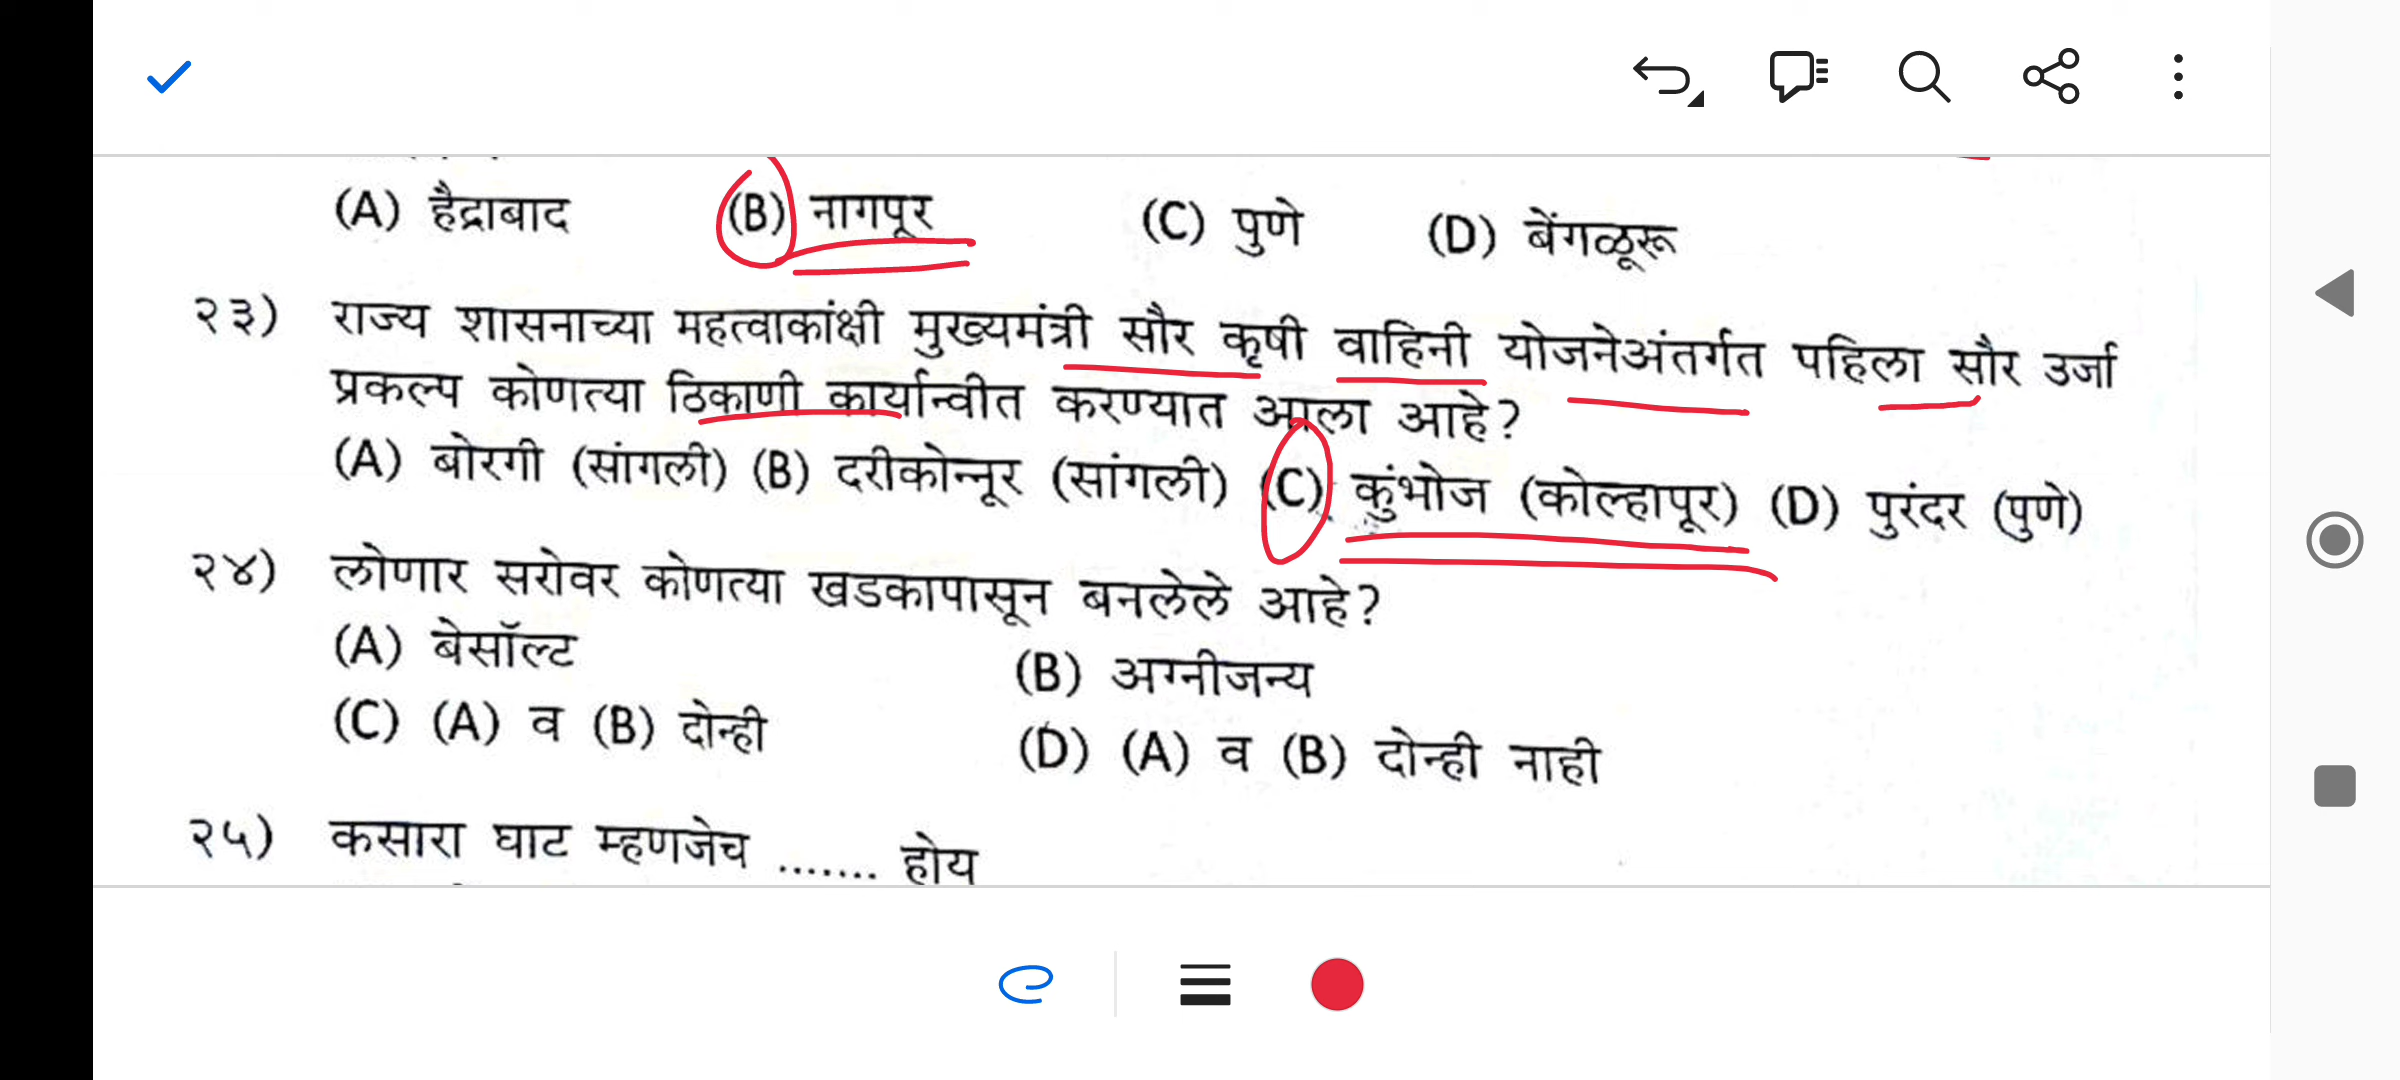 (A) हैद्राबाद (B) नागपूर (C) पुणे (D) बेंगळूरू
२३) राज्य शासनाच्या महत्वाकांक्षी मुख्यमंत्री सौर कृषी वाहिनी योजनेअंतर्गत पहिला सौर उर्जा
प्रकल्प कोणत्या ठिकाणी कार्यान्वीत करण्यात आला आहे?
(A) बोरगी (सांगली) (B) दरीकोन्नूर (सांगली) (C) कुंभोज (कोल्हापूर) (D) पुरंदर (पुणे)
२४) लोणार सरोवर कोणत्या खडकापासून बनलेले आहे?
(A) बेसॉल्ट (B) अग्नीजन्य
(C) (A) व (B) दोन्ही (D) (A) व (B) दोन्ही नाही
२५) कसारा घाट म्हणजेच ....... होय